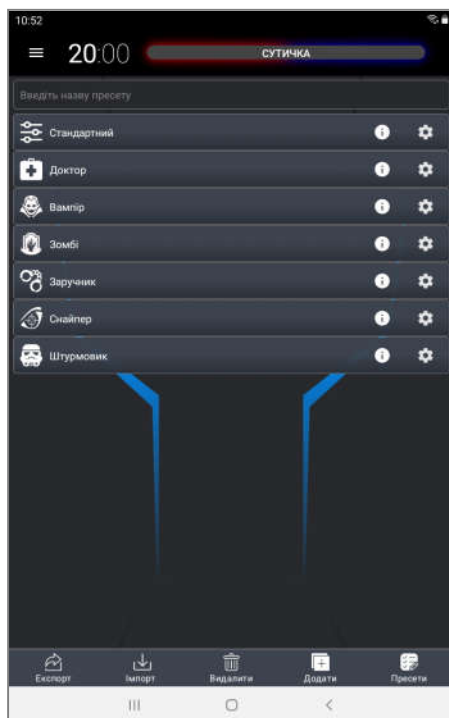 10:52
20:00 СУТИЧКА
Введіть назву пресету
Стандартний
Доктор
Вампір
Зомбі
Заручник
Снайпер
Штурмовик
Експорт Імпорт Видалити Додати Пресети